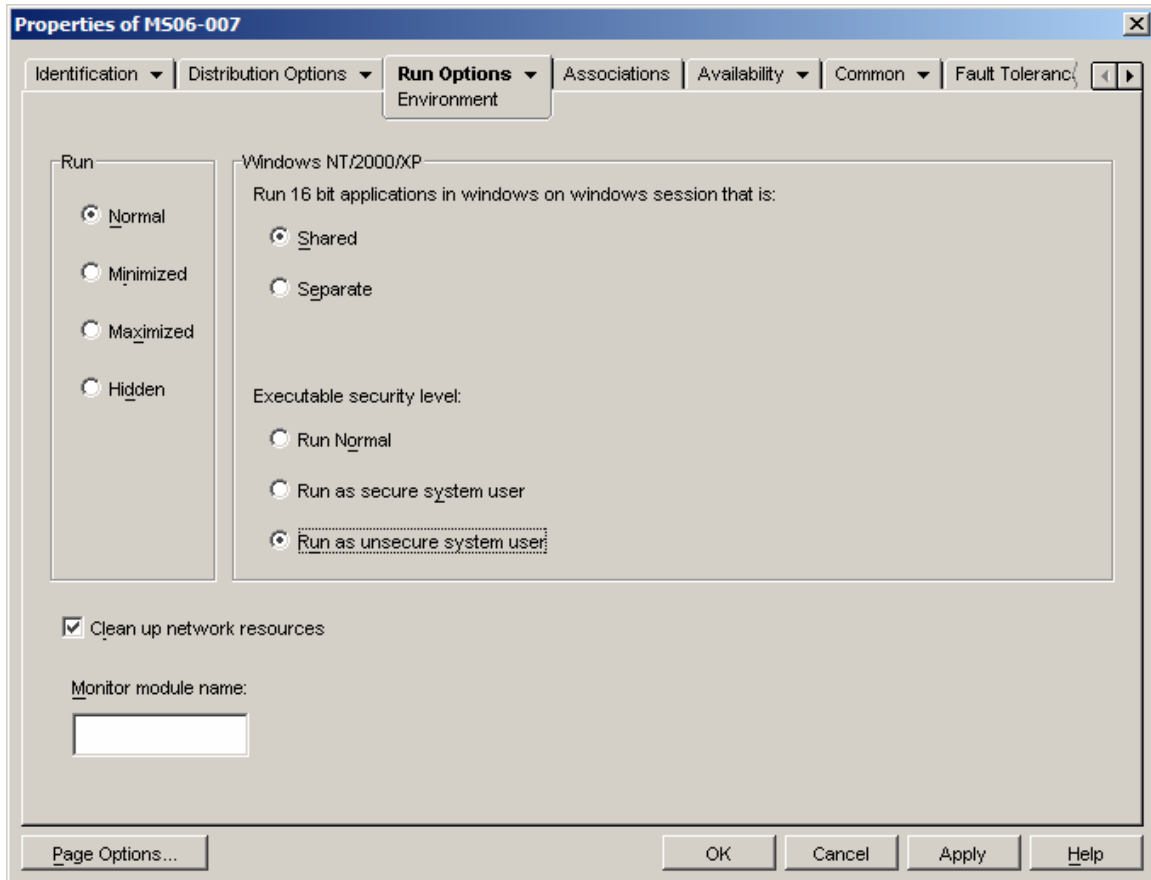 Properties of MS06-007
Identification Distribution Options Run Options Associations Availability Common Fault Toleranc
Environment
Run
Normal
Minimized
Maximized
Hidden
Windows NT/2000/XP
Run 16 bit applications in windows on windows session that is:
Shared
Separate
Executable security level:
Run Normal
Run as secure system user
Run as unsecure system user
Clean up network resources
Monitor module name:
Page Options... OK Cancel Apply Help